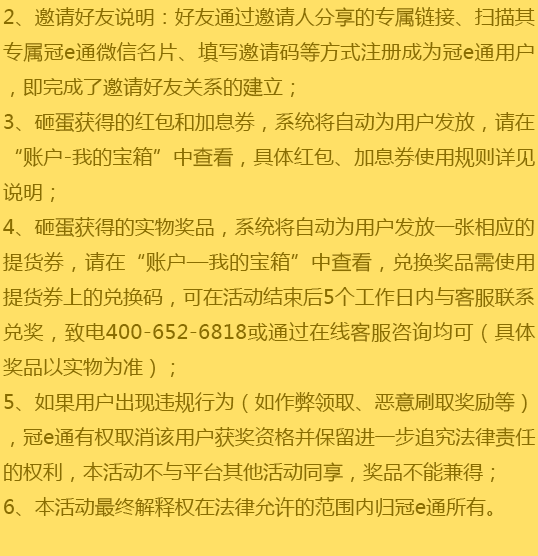 2、邀请好友说明：好友通过邀请人分享的专属链接、扫描其
专属冠e通微信名片、填写邀请码等方式注册成为冠e通用户
，即完成了邀请好友关系的建立；
3、砸蛋获得的红包和加息券，系统将自动为用户发放，请在
“账户-我的宝箱”中查看，具体红包、加息券使用规则详见
说明；
4、砸蛋获得的实物奖品，系统将自动为用户发放一张相应的
提货券，请在“账户—我的宝箱”中查看，兑换奖品需使用
提货券上的兑换码，可在活动结束后5个工作日内与客服联系
兑奖，致电400-652-6818或通过在线客服咨询均可（具体
奖品以实物为准）；
5、如果用户出现违规行为（如作弊领取、恶意刷取奖励等）
，冠e通有权取消该用户获奖资格并保留进一步追究法律责任
的权利，本活动不与平台其他活动同享，奖品不能兼得；
6、本活动最终解释权在法律允许的范围内归冠e通所有。